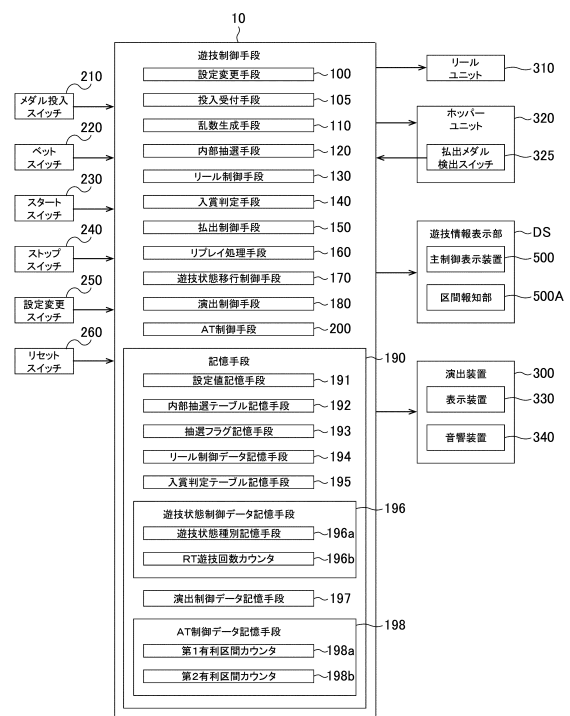 10
遊技制御手段
設定変更手段 100
投入受付手段 105
乱数生成手段 110
内部抽選手段 120
リール制御手段 130
入賞判定手段 140
払出制御手段 150
リプレイ処理手段 160
遊技状態移行制御手段 170
演出制御手段 180
AT制御手段 200
記憶手段 190
設定値記憶手段 191
内部抽選テーブル記憶手段 192
抽選フラグ記憶手段 193
リール制御データ記憶手段 194
入賞判定テーブル記憶手段 195
遊技状態制御データ記憶手段 196
遊技状態種別記憶手段 196a
RT遊技回数カウンタ 196b
演出制御データ記憶手段 197
AT制御データ記憶手段 198
第1有利区間カウンタ 198a
第2有利区間カウンタ 198b
210
メダル投入
スイッチ
220
ベット
スイッチ
230
スタート
スイッチ
240
ストップ
スイッチ
250
設定変更
スイッチ
260
リセット
スイッチ
リール
ユニット 310
ホッパー
ユニット 320
払出メダル
検出スイッチ 325
遊技情報表示部 DS
主制御表示装置 500
区間報知部 500A
演出装置 300
表示装置 330
音響装置 340